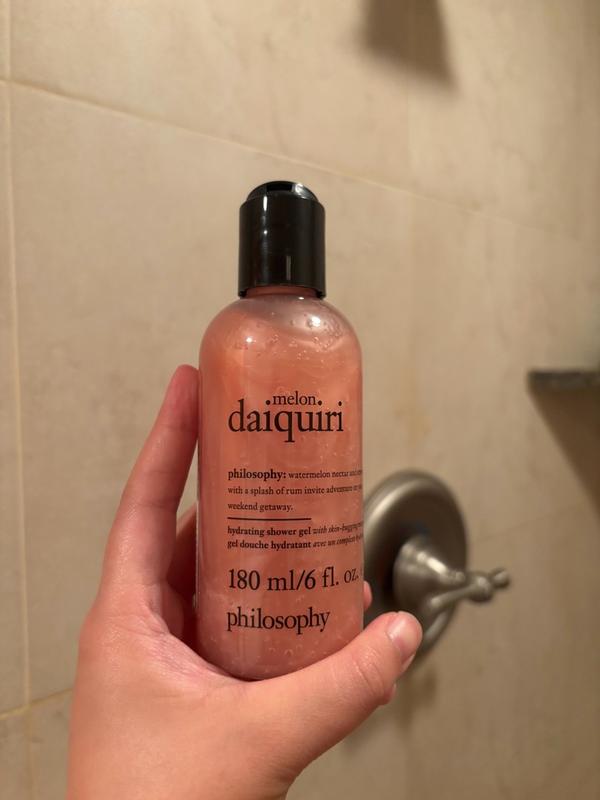 melon
daiquiri
philosophy: watermelon nectar and
with a splash of rum invite adventure on
weekend getaway.
hydrating shower gel with skin-hugging
gel douche hydratant avec un complexe
180 ml/6 fl. oz.
philosophy